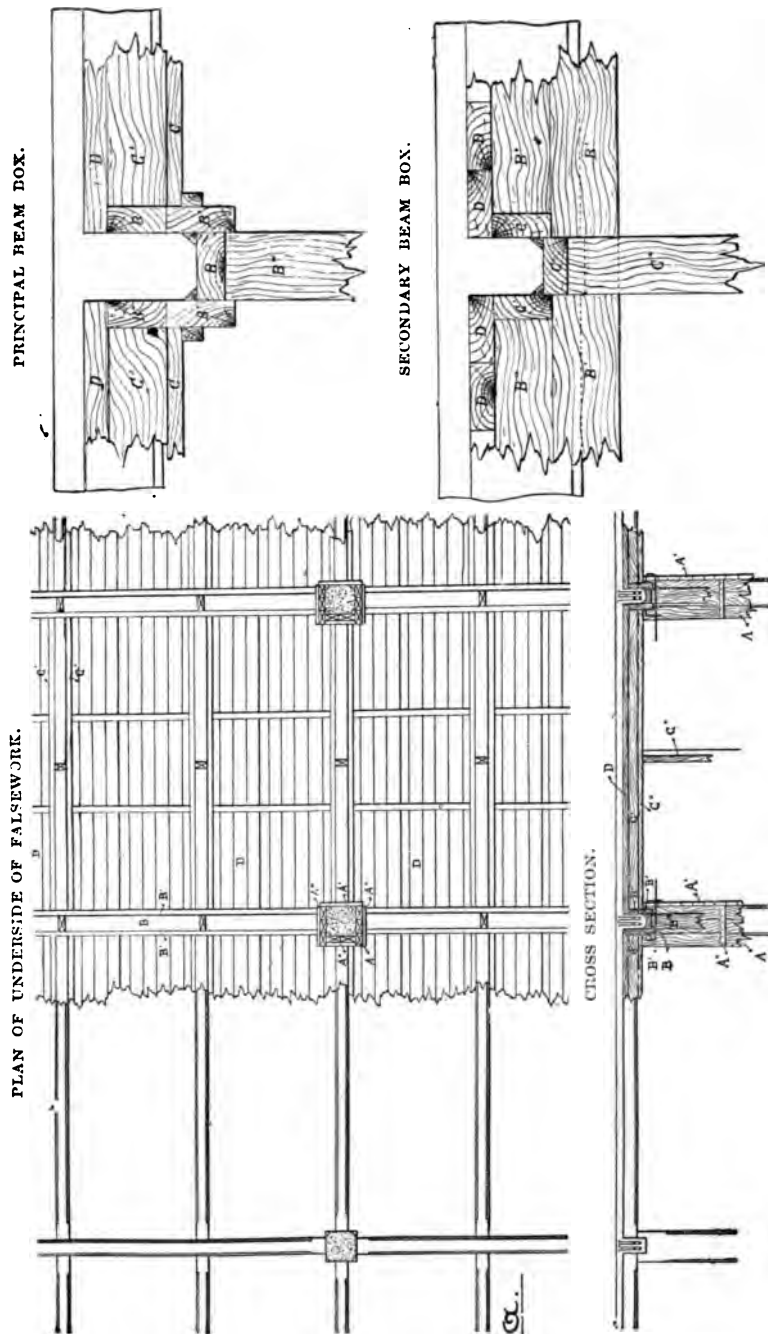 PLAN OF UNDERSIDE OF FALSEWORK.
C'
C'
D
M
M
M
M
D
D
B'
B
B'
A"
A'
A"
A"
A
CROSS SECTION.
D
C
C'
C"
A'
A
B'
B"
B'
B
A'
A"
A
PRINCIPAL BEAM BOX.
D
D
C'
C'
C
C
B
B
B
B
B
B"
SECONDARY BEAM BOX.
D
D
D
D
B'
B'
B'
B'
C
C
C
C"